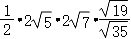 1/2 • 2√5 • 2√7 • √19/√35